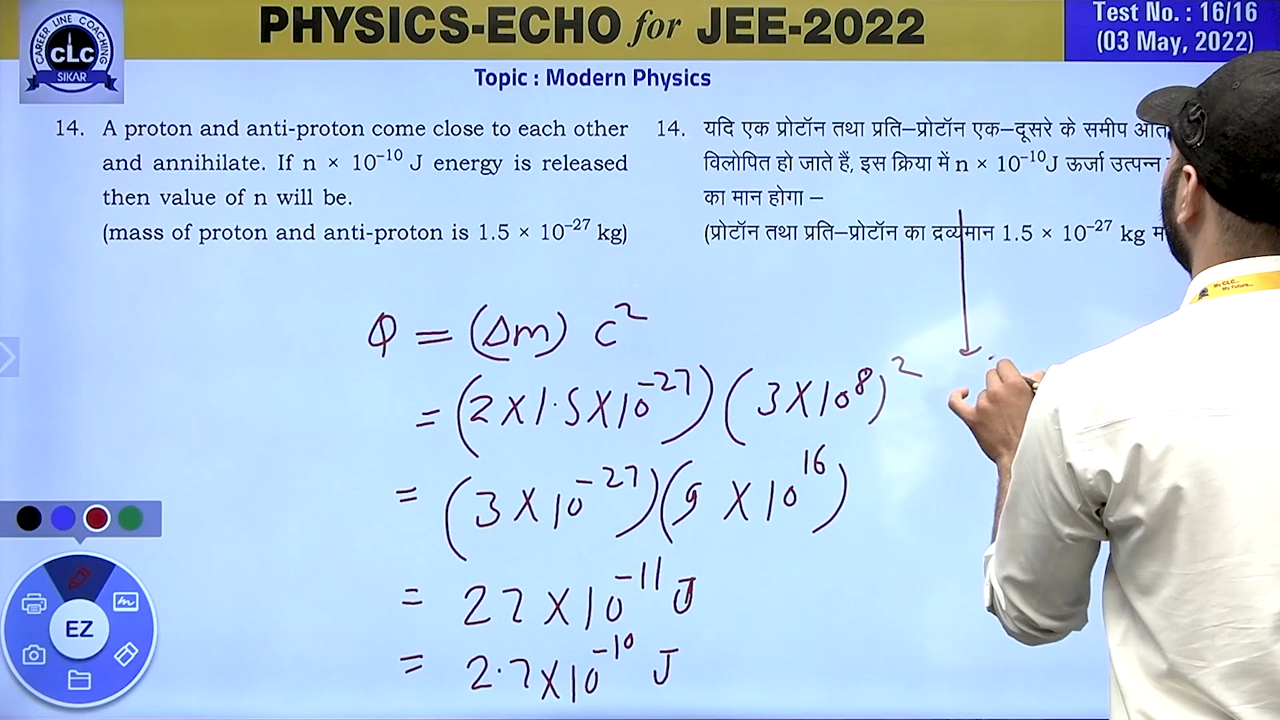 PHYSICS-ECHO for JEE-2022
Test No. : 16/16
(03 May, 2022)
CAREER LINE COACHING
CLC
SIKAR
Topic : Modern Physics
14. A proton and anti-proton come close to each other
and annihilate. If n × 10⁻¹⁰ J energy is released
then value of n will be.
(mass of proton and anti-proton is 1.5 × 10⁻²⁷ kg)
14. यदि एक प्रोटॉन तथा प्रति–प्रोटॉन एक–दूसरे के समीप
विलोपित हो जाते हैं, इस क्रिया में n × 10⁻¹⁰J ऊर्जा उत्पन्न
का मान होगा –
(प्रोटॉन तथा प्रति–प्रोटॉन का द्रव्यमान 1.5 × 10⁻²⁷ kg
Q = (Δm) c²
= (2×1.5×10⁻²⁷) (3×10⁸)²
= (3×10⁻²⁷)(9×10¹⁶)
= 27×10⁻¹¹ J
= 2.7×10⁻¹⁰ J
My CLC...
My Future...
EZ